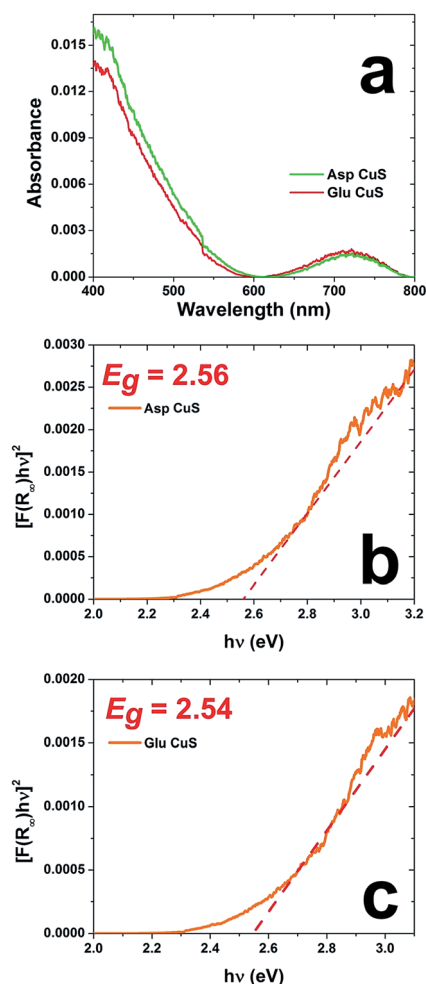 0.015
0.012
0.009
0.006
0.003
0.000
Absorbance
a
Asp CuS
Glu CuS
400 500 600 700 800
Wavelength (nm)
0.0030
0.0025
0.0020
0.0015
0.0010
0.0005
0.0000
[F(R∞)hν]²
Eg = 2.56
Asp CuS
b
2.0 2.2 2.4 2.6 2.8 3.0 3.2
hν (eV)
0.0020
0.0015
0.0010
0.0005
0.0000
[F(R∞)hν]²
Eg = 2.54
Glu CuS
c
2.0 2.2 2.4 2.6 2.8 3.0
hν (eV)